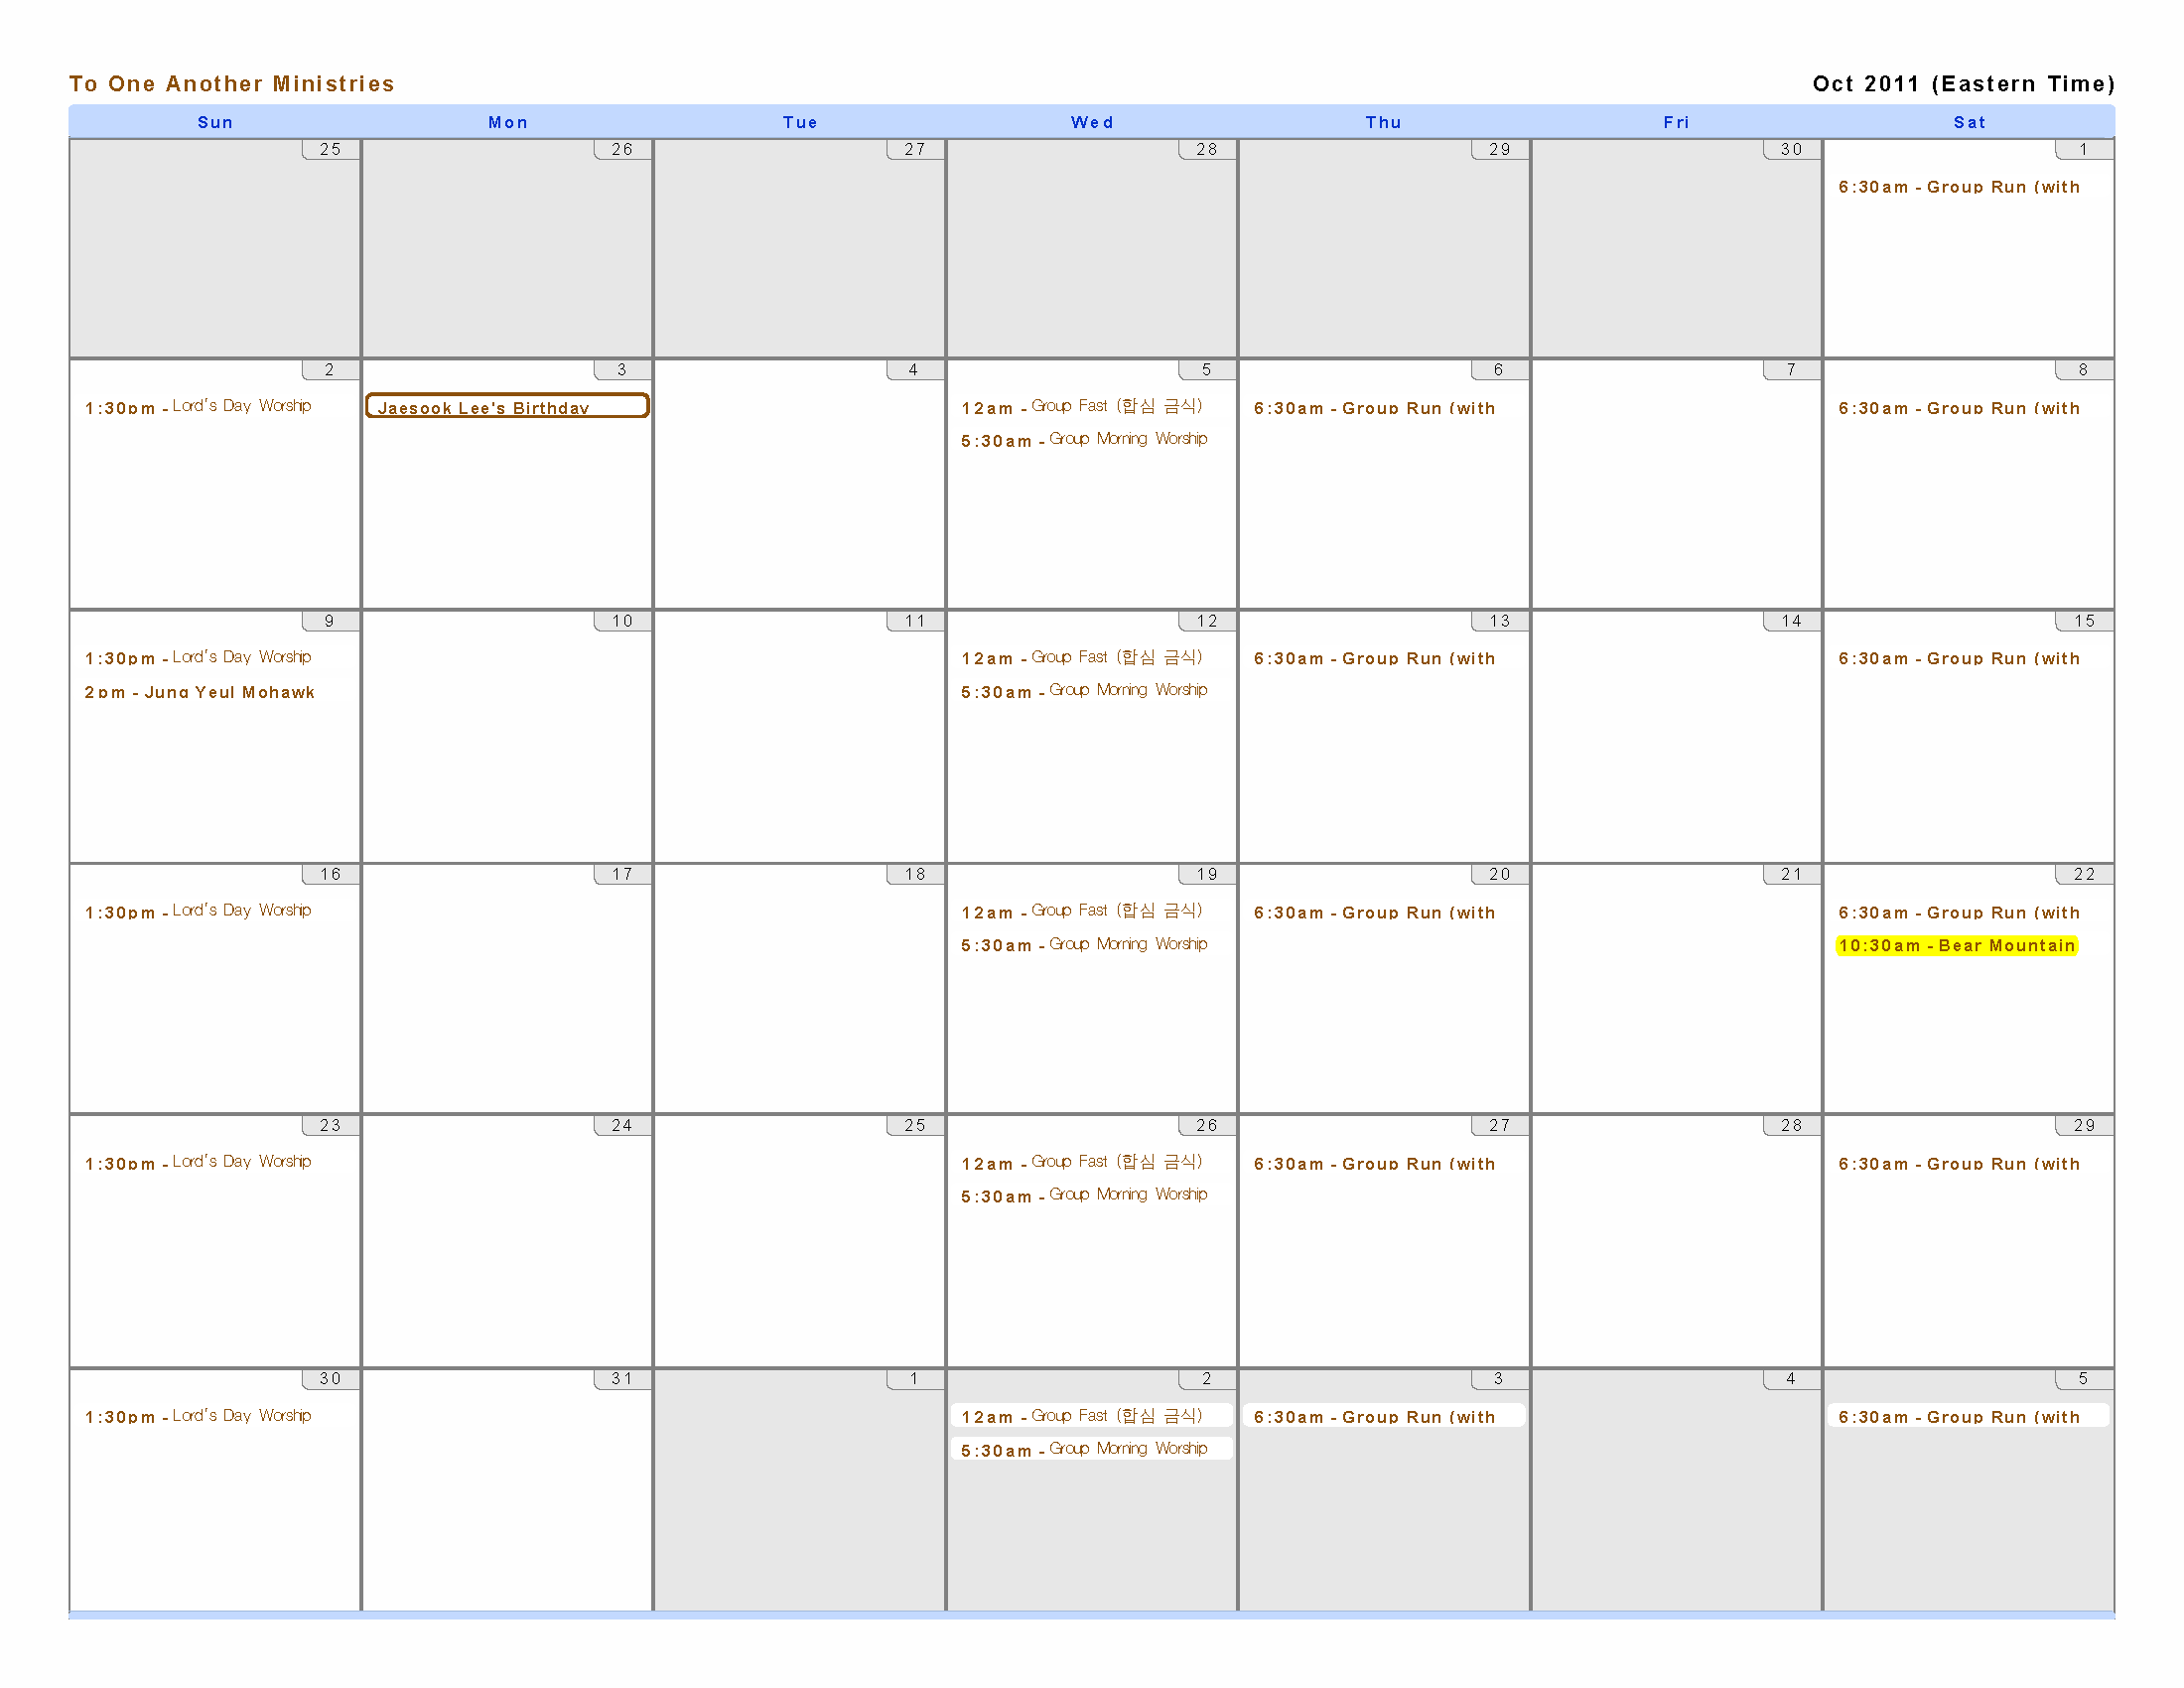 To One Another Ministries
Oct 2011 (Eastern Time)
Sun Mon Tue Wed Thu Fri Sat
25 26 27 28 29 30 1
6:30am - Group Run (with
2 3 4 5 6 7 8
1:30pm - Lord's Day Worship
Jaesook Lee's Birthday
12am - Group Fast (합심 금식)
5:30am - Group Morning Worship
6:30am - Group Run (with
6:30am - Group Run (with
9 10 11 12 13 14 15
1:30pm - Lord's Day Worship
2pm - Jung Yeul Mohawk
12am - Group Fast (합심 금식)
5:30am - Group Morning Worship
6:30am - Group Run (with
6:30am - Group Run (with
16 17 18 19 20 21 22
1:30pm - Lord's Day Worship
12am - Group Fast (합심 금식)
5:30am - Group Morning Worship
6:30am - Group Run (with
6:30am - Group Run (with
10:30am - Bear Mountain
23 24 25 26 27 28 29
1:30pm - Lord's Day Worship
12am - Group Fast (합심 금식)
5:30am - Group Morning Worship
6:30am - Group Run (with
6:30am - Group Run (with
30 31 1 2 3 4 5
1:30pm - Lord's Day Worship
12am - Group Fast (합심 금식)
5:30am - Group Morning Worship
6:30am - Group Run (with
6:30am - Group Run (with